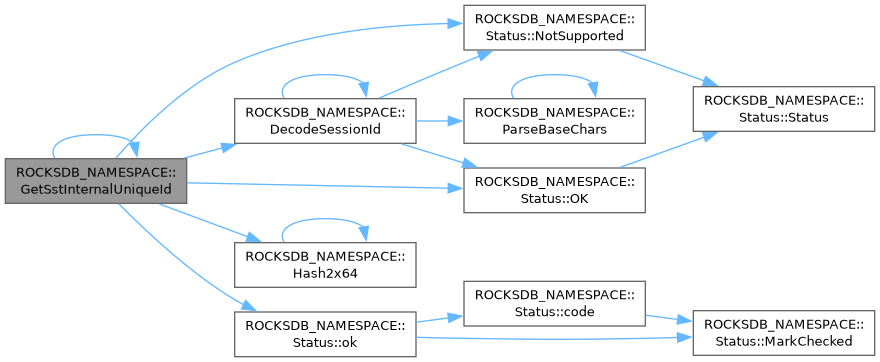 ROCKSDB_NAMESPACE::
GetSstInternalUniqueId
ROCKSDB_NAMESPACE::
DecodeSessionId
ROCKSDB_NAMESPACE::
Hash2x64
ROCKSDB_NAMESPACE::
Status::ok
ROCKSDB_NAMESPACE::
Status::NotSupported
ROCKSDB_NAMESPACE::
ParseBaseChars
ROCKSDB_NAMESPACE::
Status::OK
ROCKSDB_NAMESPACE::
Status::code
ROCKSDB_NAMESPACE::
Status::Status
ROCKSDB_NAMESPACE::
Status::MarkChecked